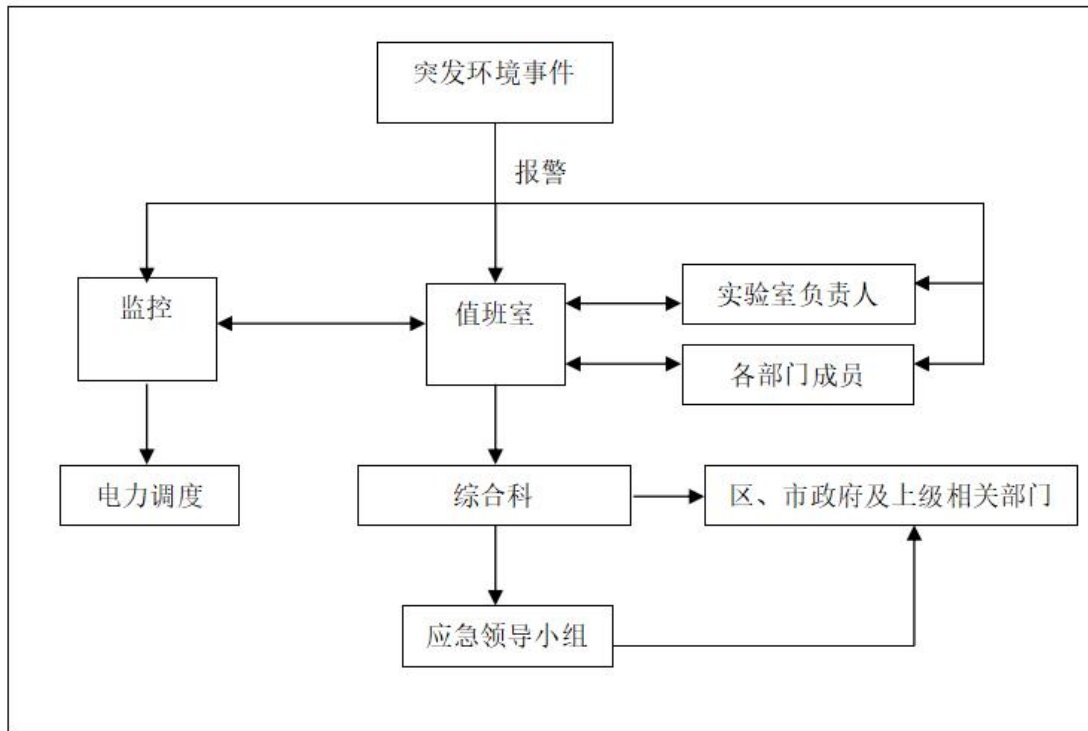 突发环境事件
报警
监控
值班室
实验室负责人
各部门成员
电力调度
综合科
区、市政府及上级相关部门
应急领导小组